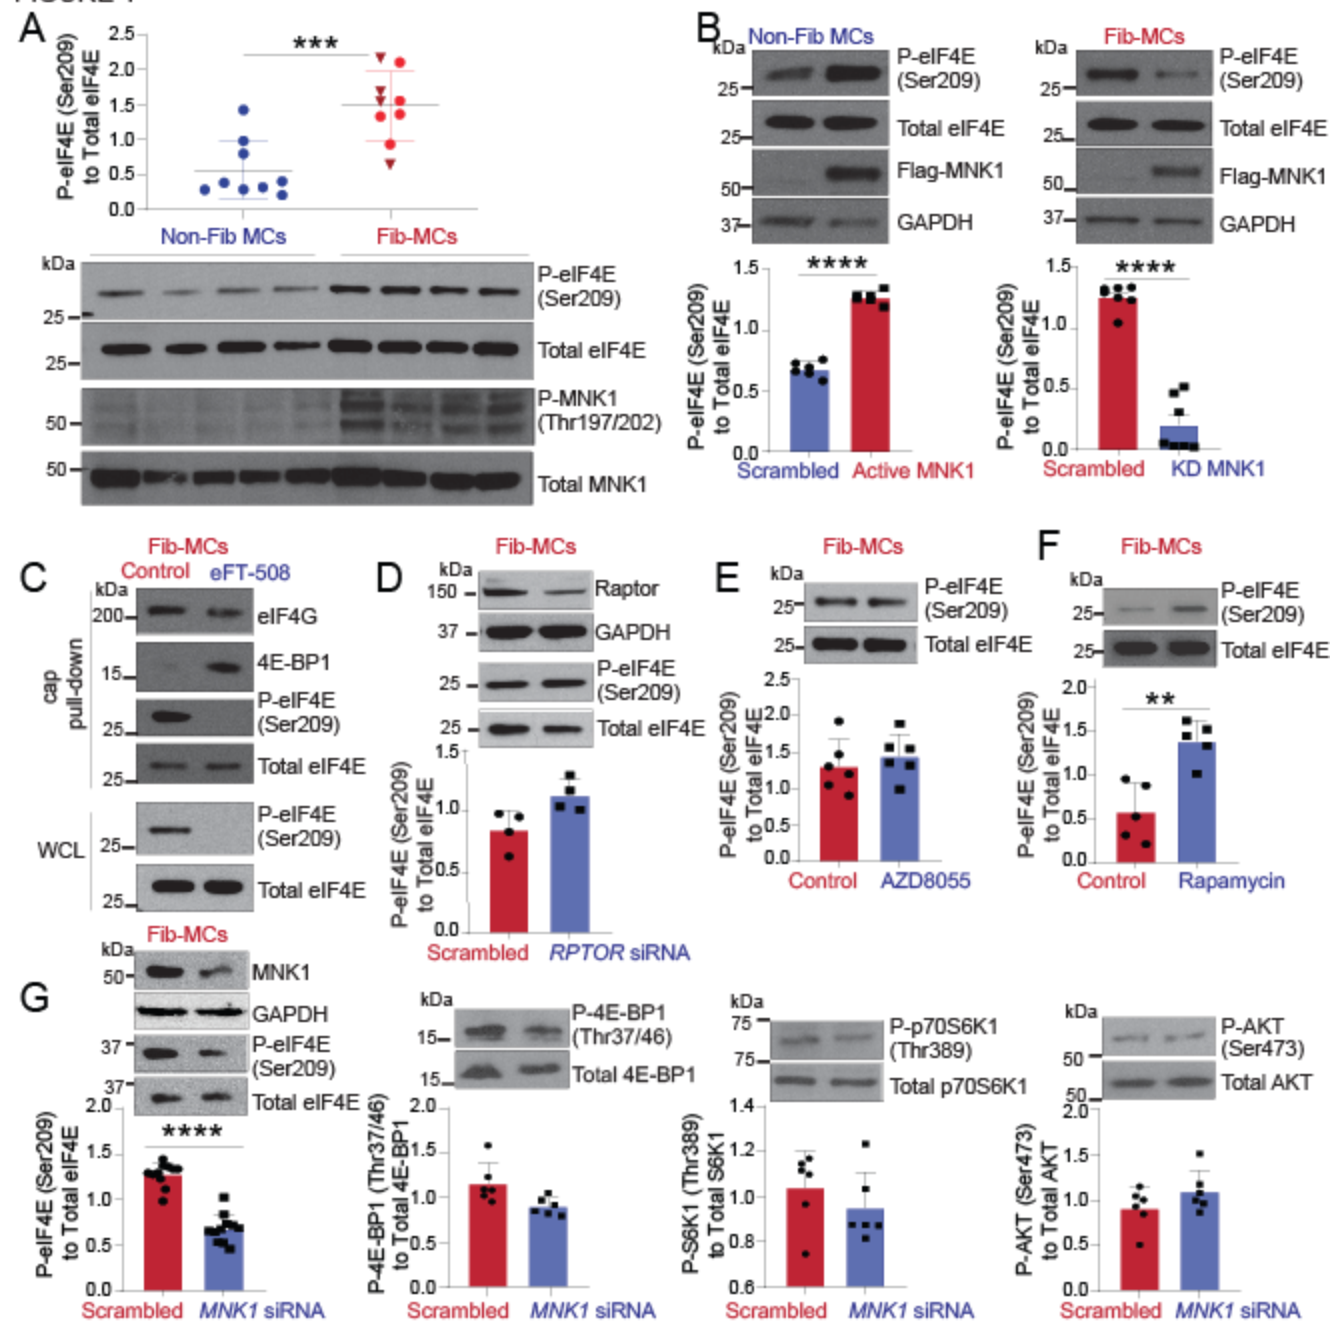 A
2.5
2.0
1.5
1.0
0.5
0.0
P-eIF4E (Ser209)
to Total eIF4E
***
Non-Fib MCs
Fib-MCs
kDa
P-eIF4E
(Ser209)
25
Total eIF4E
25
P-MNK1
(Thr197/202)
50
50
Total MNK1
B
Non-Fib MCs
kDa
P-eIF4E
(Ser209)
25
Total eIF4E
25
Flag-MNK1
50
37
GAPDH
1.5
1.0
0.5
0.0
P-eIF4E (Ser209)
to Total eIF4E
****
Scrambled
Active MNK1
Fib-MCs
kDa
P-eIF4E
(Ser209)
25
Total eIF4E
25
Flag-MNK1
50
37
GAPDH
1.5
1.0
0.5
0.0
P-eIF4E (Ser209)
to Total eIF4E
****
Scrambled
KD MNK1
C
Fib-MCs
Control
eFT-508
kDa
200
eIF4G
4E-BP1
15
cap
pull-down
P-eIF4E
(Ser209)
25
Total eIF4E
25
WCL
P-eIF4E
(Ser209)
25
Total eIF4E
25
D
Fib-MCs
kDa
150
Raptor
37
GAPDH
P-eIF4E
(Ser209)
25
25
Total eIF4E
1.5
1.0
0.5
0.0
P-eIF4E (Ser209)
to Total eIF4E
Scrambled
RPTOR siRNA
E
Fib-MCs
kDa
P-eIF4E
(Ser209)
25
25
Total eIF4E
2.5
2.0
1.5
1.0
0.5
0.0
P-eIF4E (Ser209)
to Total eIF4E
Control
AZD8055
F
Fib-MCs
kDa
P-eIF4E
(Ser209)
25
25
Total eIF4E
2.0
1.5
1.0
0.5
0.0
P-eIF4E (Ser209)
to Total eIF4E
**
Control
Rapamycin
G
Fib-MCs
kDa
50
MNK1
GAPDH
37
P-eIF4E
(Ser209)
37
Total eIF4E
2.0
1.5
1.0
0.5
0.0
P-eIF4E (Ser209)
to Total eIF4E
****
Scrambled
MNK1 siRNA
kDa
P-4E-BP1
(Thr37/46)
15
Total 4E-BP1
15
2.0
1.5
1.0
0.5
0.0
P-4E-BP1 (Thr37/46)
to Total 4E-BP1
Scrambled
MNK1 siRNA
kDa
75
P-p70S6K1
(Thr389)
75
Total p70S6K1
1.4
1.2
1.0
0.8
0.6
P-S6K1 (Thr389)
to Total S6K1
Scrambled
MNK1 siRNA
kDa
P-AKT
(Ser473)
50
Total AKT
50
2.0
1.5
1.0
0.5
0.0
P-AKT (Ser473)
to Total AKT
Scrambled
MNK1 siRNA